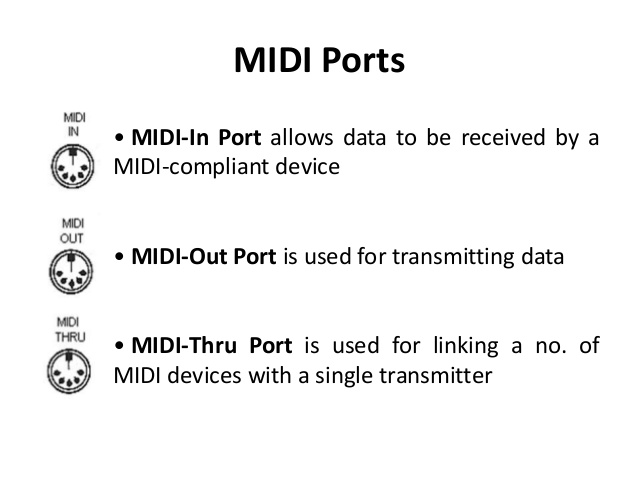 MIDI Ports
MIDI
IN
• MIDI-In Port allows data to be received by a
MIDI-compliant device
MIDI
OUT
• MIDI-Out Port is used for transmitting data
MIDI
THRU
• MIDI-Thru Port is used for linking a no. of
MIDI devices with a single transmitter